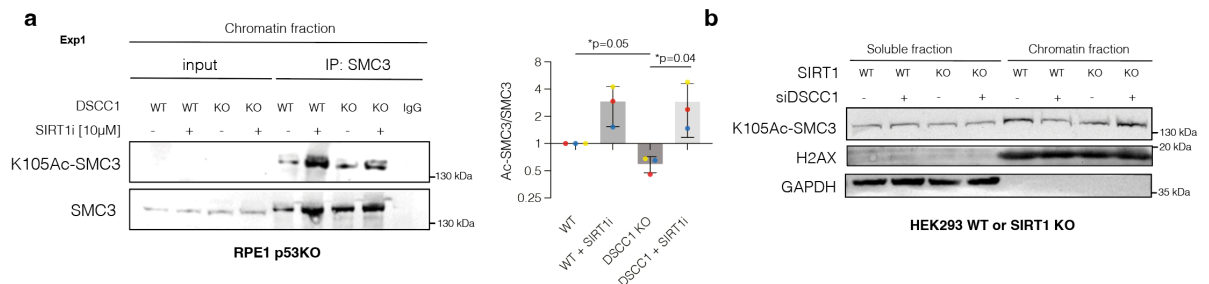 a
Exp1
Chromatin fraction
input
IP: SMC3
DSCC1 WT WT KO KO WT WT KO KO IgG
SIRT1i [10µM] - + - + - + - +
K105Ac-SMC3
130 kDa
SMC3
130 kDa
RPE1 p53KO
*p=0.05
*p=0.04
Ac-SMC3/SMC3
8
4
2
1
0.5
0.25
WT
WT + SIRT1i
DSCC1 KO
DSCC1 + SIRT1i
b
Soluble fraction
Chromatin fraction
SIRT1 WT WT KO KO WT WT KO KO
siDSCC1 - + - + - + - +
K105Ac-SMC3
130 kDa
H2AX
20 kDa
GAPDH
35 kDa
HEK293 WT or SIRT1 KO